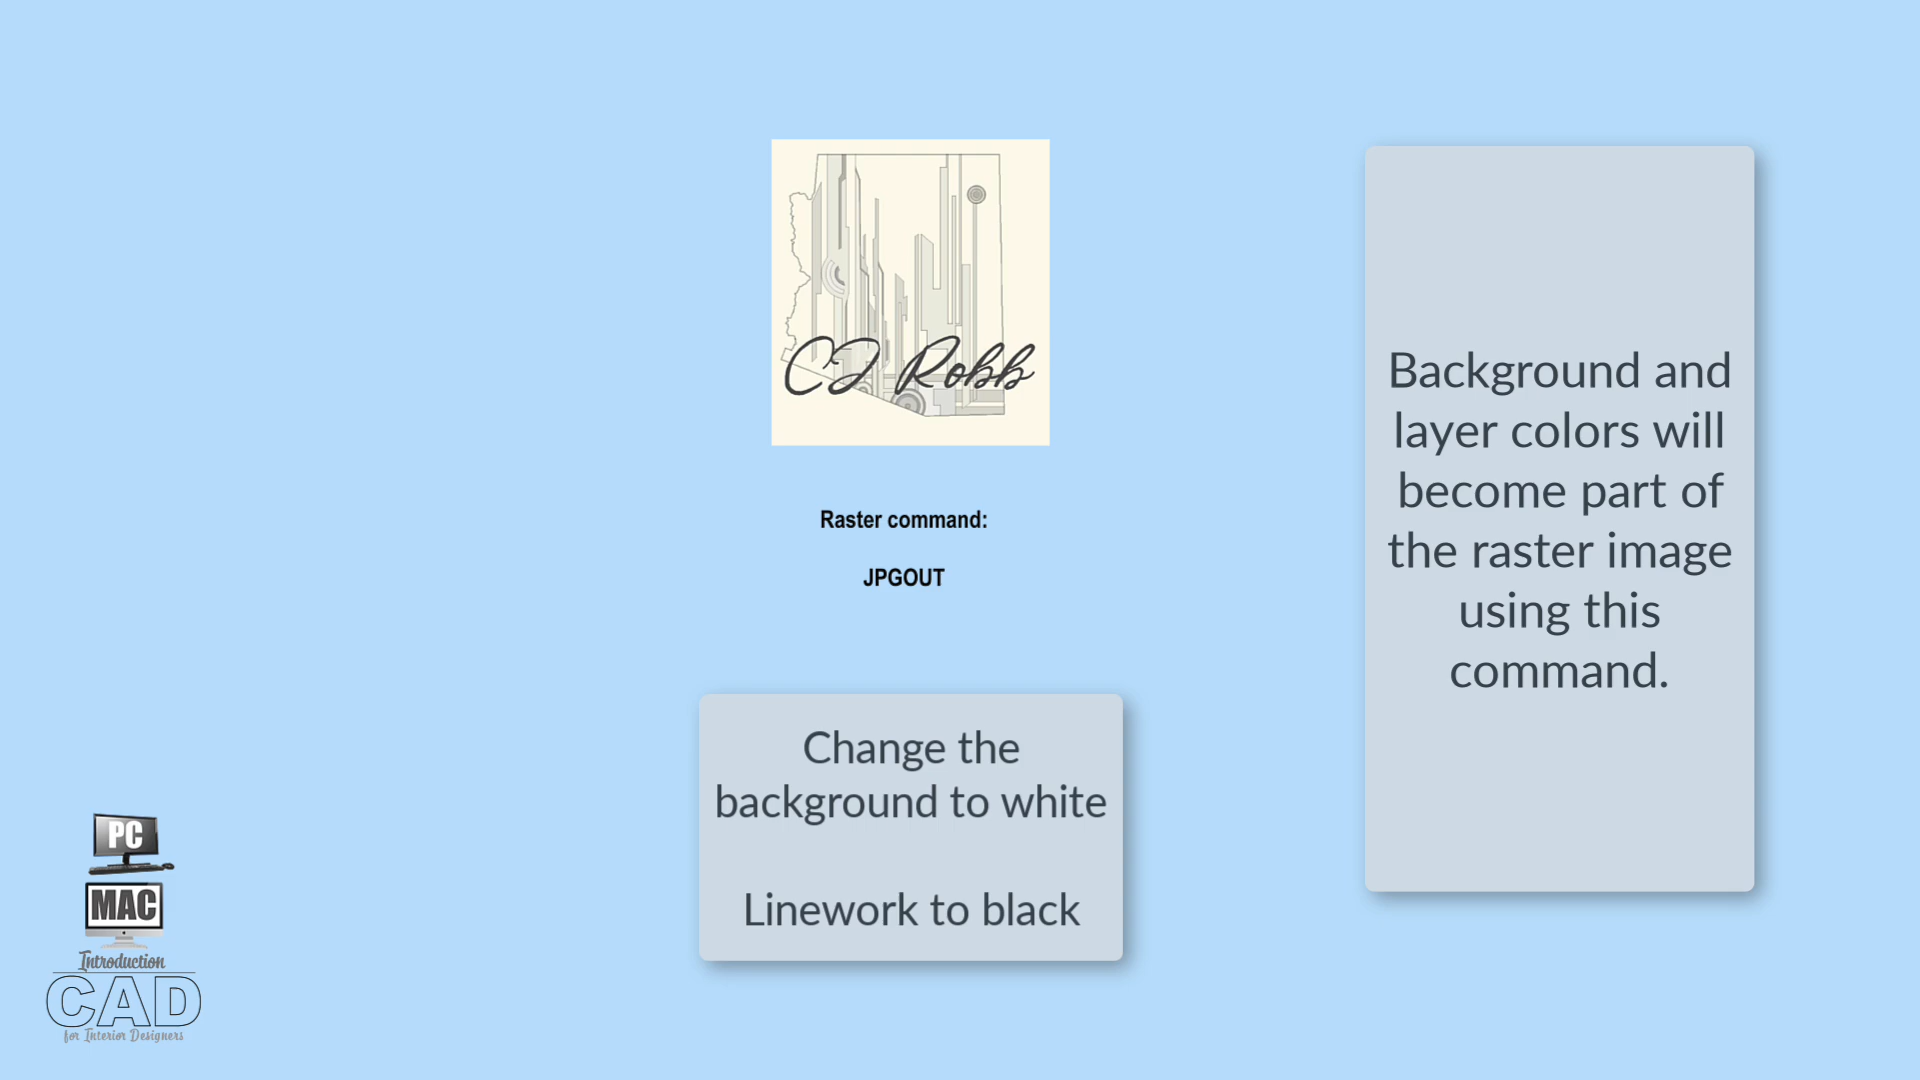 CJ Robb
Raster command:
JPGOUT
Change the
background to white
Linework to black
Background and
layer colors will
become part of
the raster image
using this
command.
PC
MAC
Introduction
CAD
for Interior Designers